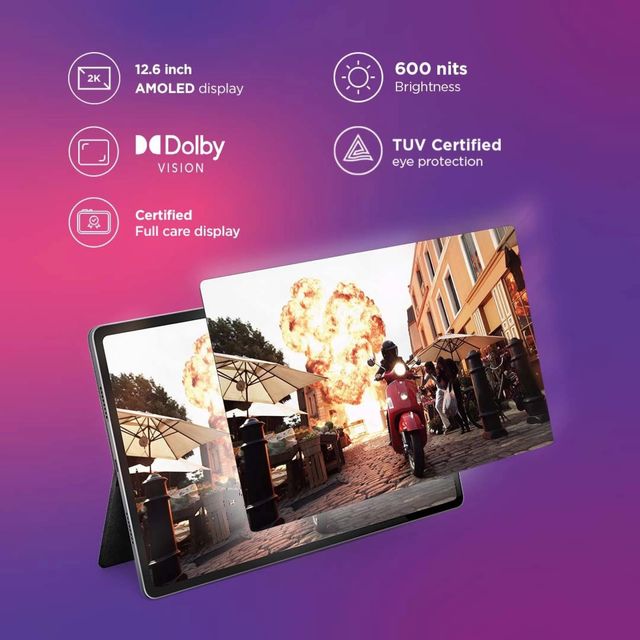 2K
12.6 inch
AMOLED display
600 nits
Brightness
Dolby
VISION
TUV Certified
eye protection
Certified
Full care display